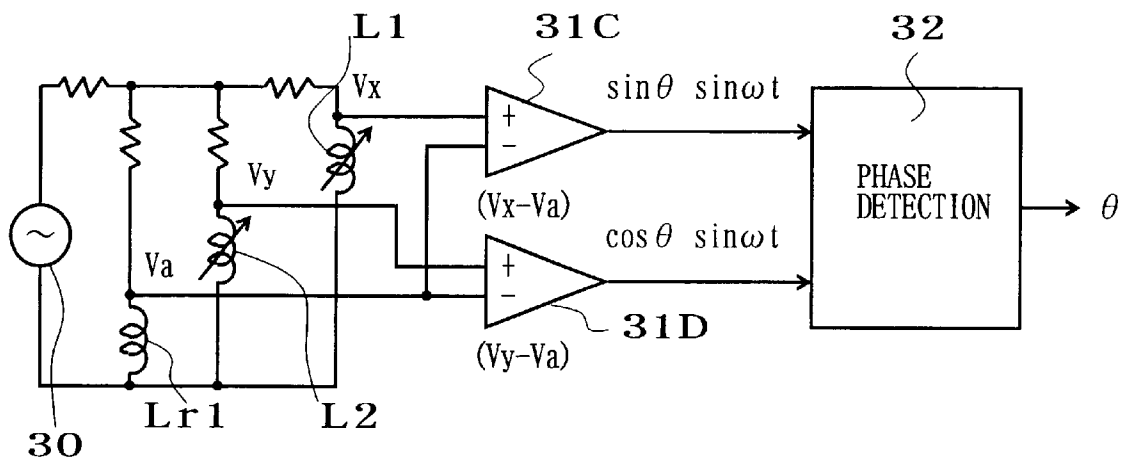 L1
31C
32
Vx
sinθ sinωt
+
−
Vy
(Vx−Va)
PHASE
DETECTION
θ
cosθ sinωt
~
Va
+
−
31D
(Vy−Va)
Lr1
L2
30